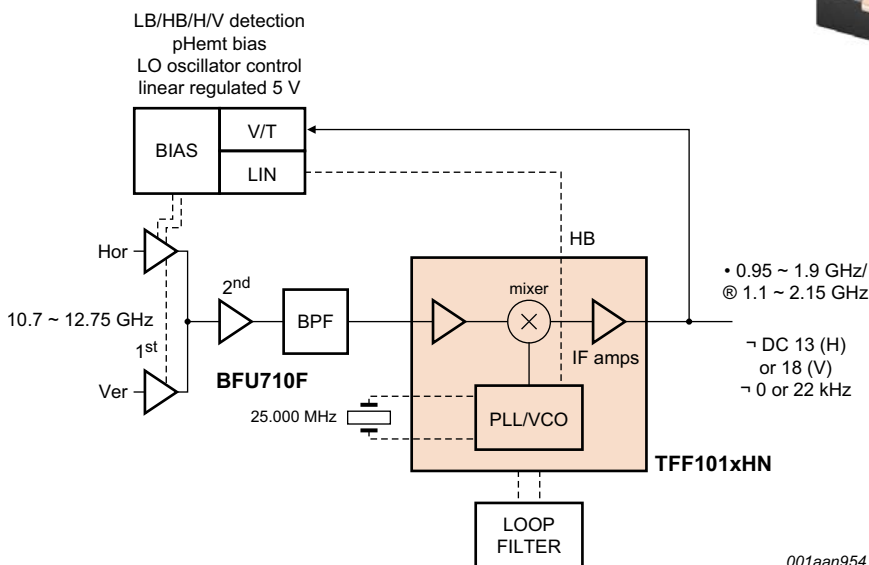 LB/HB/H/V detection
pHemt bias
LO oscillator control
linear regulated 5 V
BIAS
V/T
LIN
Hor
10.7 ~ 12.75 GHz
1st
Ver
2nd
BFU710F
BPF
HB
mixer
IF amps
25.000 MHz
PLL/VCO
TFF101xHN
LOOP
FILTER
• 0.95 ~ 1.9 GHz/
® 1.1 ~ 2.15 GHz
¬ DC 13 (H)
or 18 (V)
¬ 0 or 22 kHz
001aan954